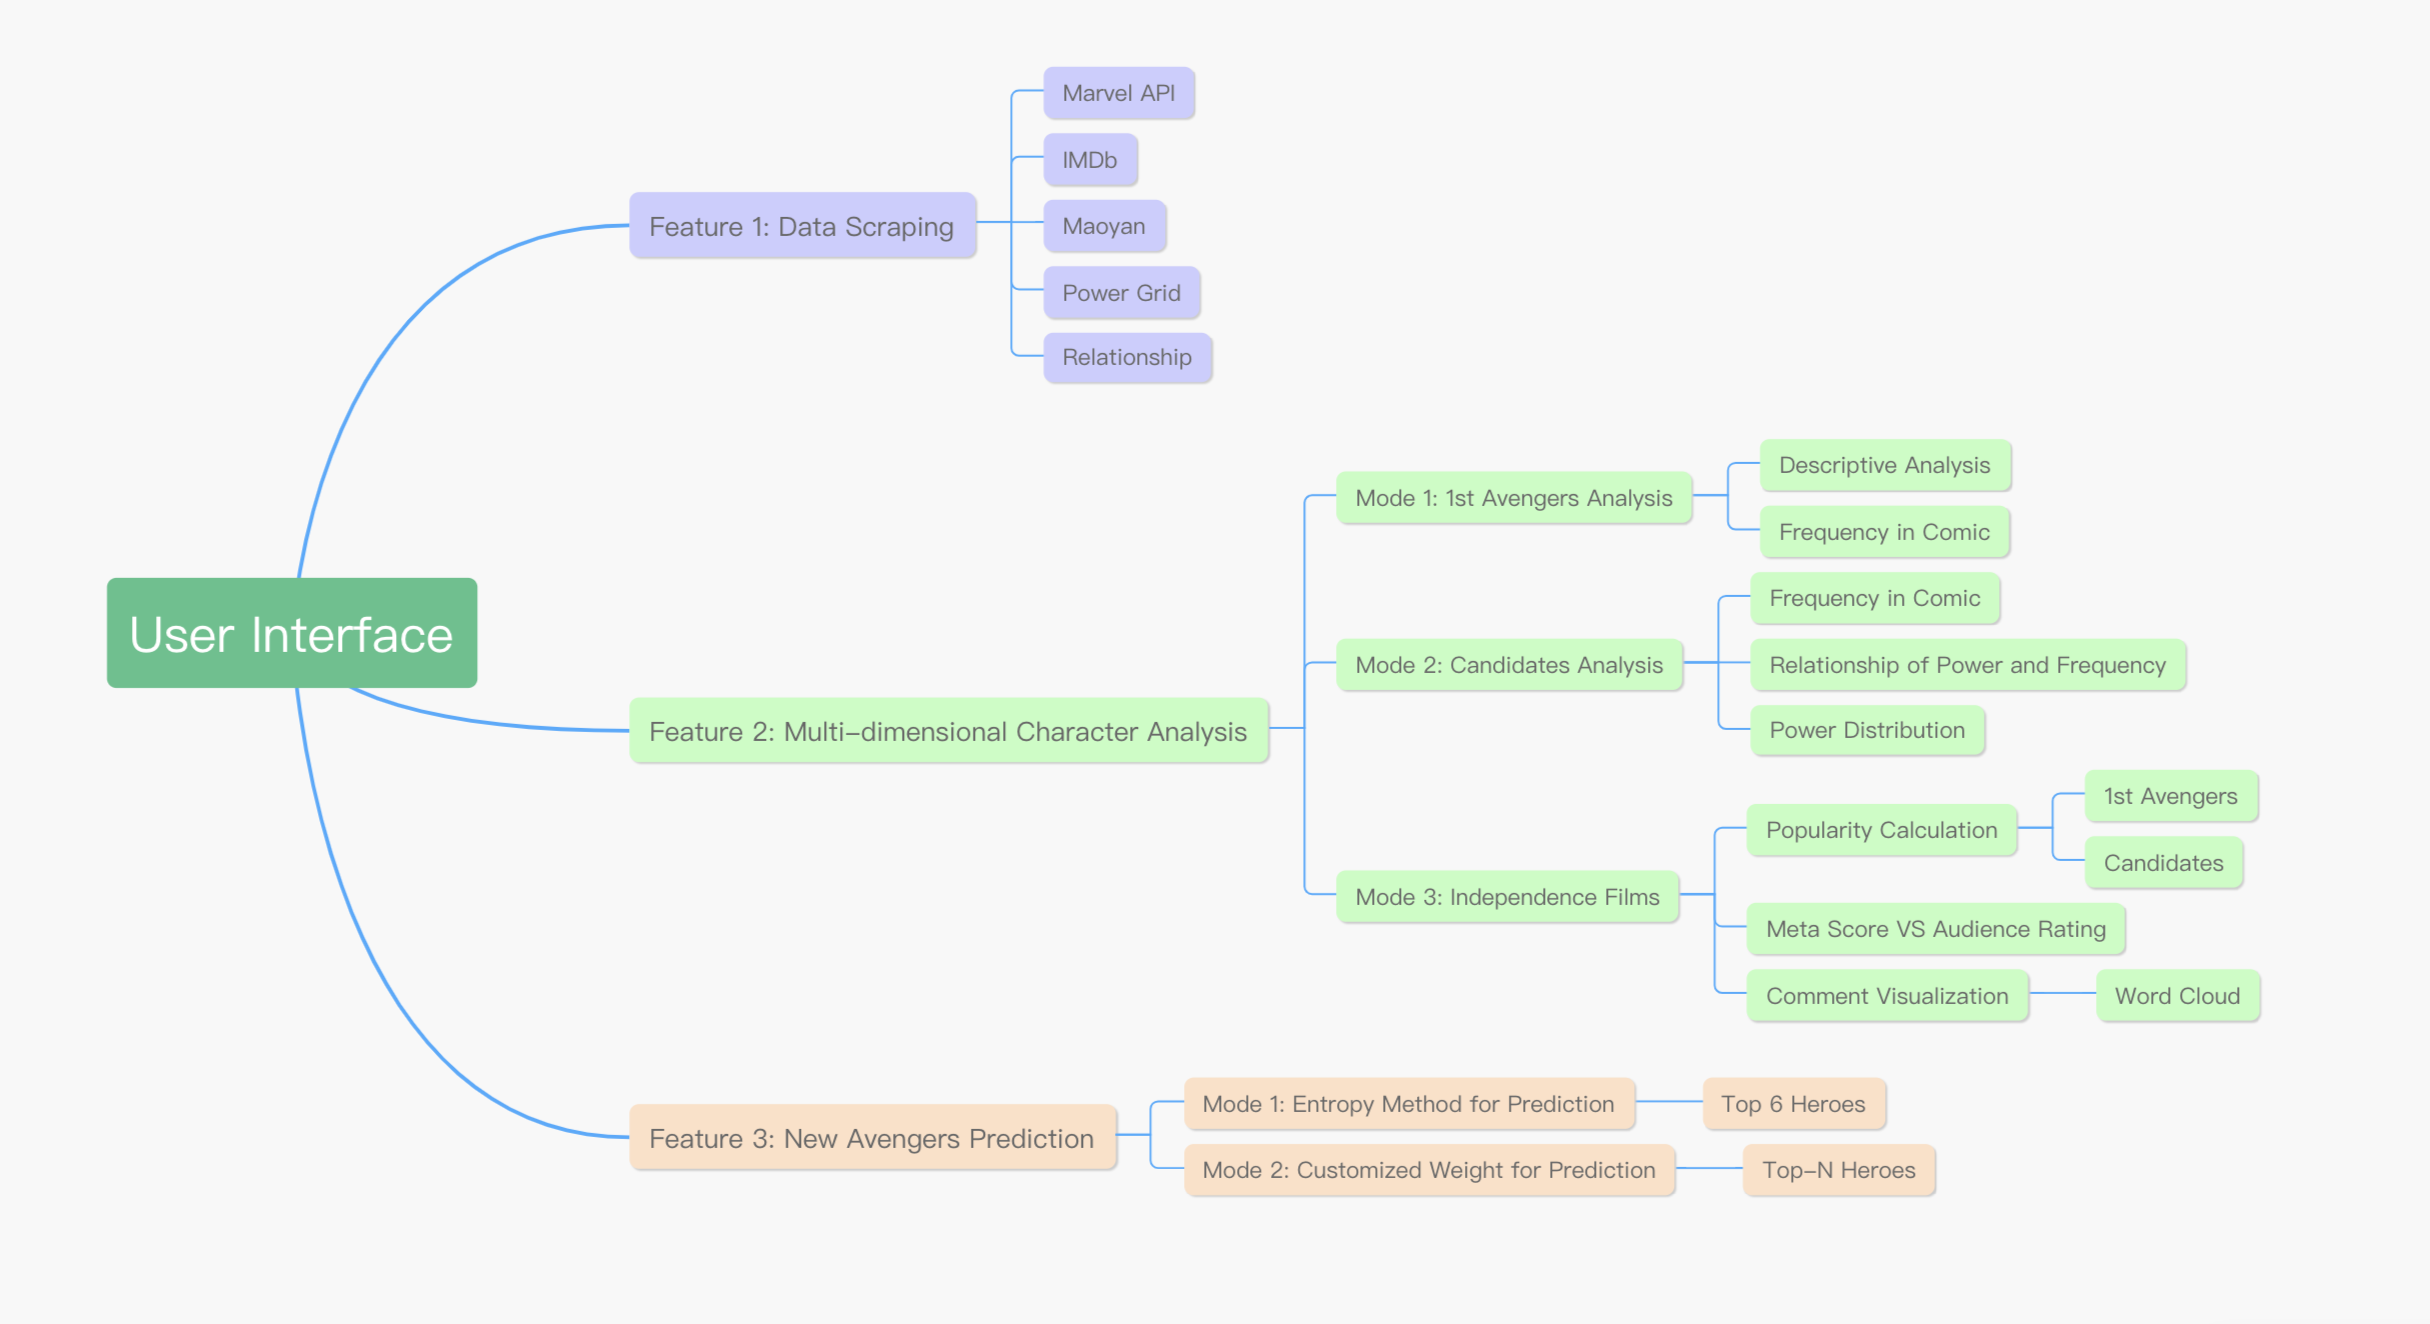 User Interface
Feature 1: Data Scraping
Marvel API
IMDb
Maoyan
Power Grid
Relationship
Feature 2: Multi–dimensional Character Analysis
Mode 1: 1st Avengers Analysis
Descriptive Analysis
Frequency in Comic
Mode 2: Candidates Analysis
Frequency in Comic
Relationship of Power and Frequency
Power Distribution
Mode 3: Independence Films
Popularity Calculation
1st Avengers
Candidates
Meta Score VS Audience Rating
Comment Visualization
Word Cloud
Feature 3: New Avengers Prediction
Mode 1: Entropy Method for Prediction
Top 6 Heroes
Mode 2: Customized Weight for Prediction
Top–N Heroes